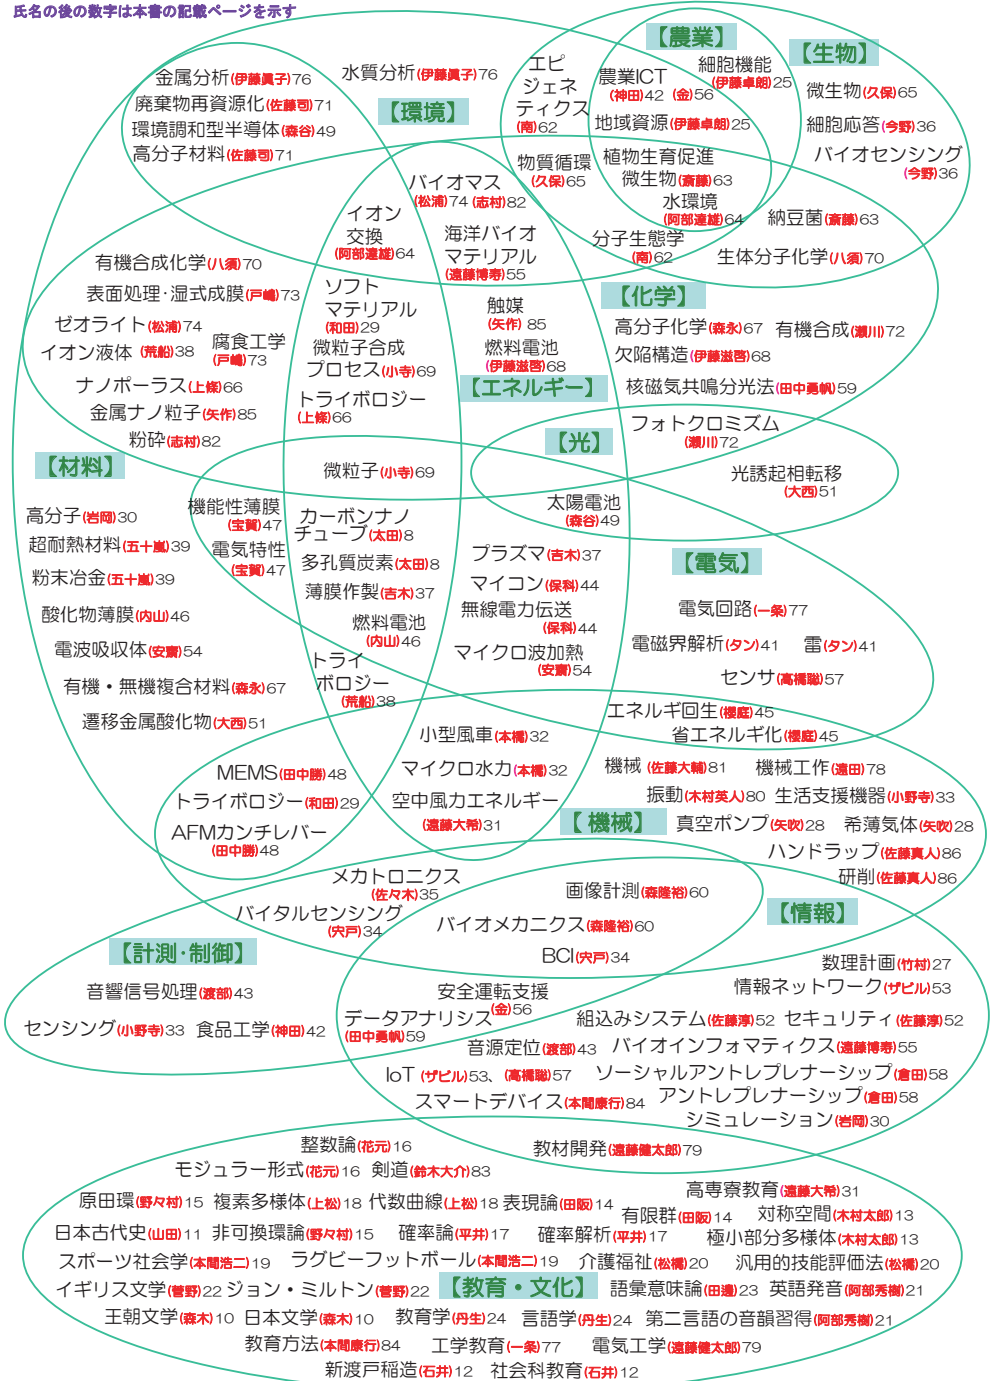 氏名の後の数字は本書の記載ページを示す
【農業】
【生物】
【環境】
金属分析(伊藤眞子)76
廃棄物再資源化(佐藤司)71
環境調和型半導体(森谷)49
高分子材料(佐藤司)71
水質分析(伊藤眞子)76
エピ
ジェネ
ティクス
(南)62
農業ICT
(神田)42 (金)56
細胞機能
(伊藤卓朗)25
地域資源(伊藤卓朗)25
微生物(久保)65
細胞応答(今野)36
バイオセンシング
(今野)36
物質循環
(久保)65
植物生育促進
微生物(斎藤)63
水環境
(阿部達雄)64
納豆菌(斎藤)63
分子生態学
(南)62
生体分子化学(八須)70
バイオマス
(松浦)74 (志村)82
イオン
交換
(阿部達雄)64
海洋バイオ
マテリアル
(遠藤博寿)55
有機合成化学(八須)70
表面処理・湿式成膜(戸嶋)73
ゼオライト(松浦)74
イオン液体 (荒船)38
腐食工学
(戸嶋)73
ナノポーラス(上條)66
金属ナノ粒子(矢作)85
粉砕(志村)82
ソフト
マテリアル
(和田)29
微粒子合成
プロセス(小寺)69
トライボロジー
(上條)66
触媒
(矢作) 85
燃料電池
(伊藤滋啓)68
【エネルギー】
【化学】
高分子化学(森永)67
有機合成(瀬川)72
欠陥構造(伊藤滋啓)68
核磁気共鳴分光法(田中勇帆)59
【光】
フォトクロミズム
(瀬川)72
光誘起相転移
(大西)51
太陽電池
(森谷)49
【材料】
微粒子(小寺)69
高分子(岩岡)30
超耐熱材料(五十嵐)39
粉末冶金(五十嵐)39
酸化物薄膜(内山)46
電波吸収体(安齋)54
有機・無機複合材料(森永)67
遷移金属酸化物(大西)51
機能性薄膜
(宝賀)47
電気特性
(宝賀)47
カーボンナノ
チューブ(太田)8
多孔質炭素(太田)8
薄膜作製(吉木)37
燃料電池
(内山)46
トライ
ボロジー
(荒船)38
プラズマ(吉木)37
マイコン(保科)44
無線電力伝送
(保科)44
マイクロ波加熱
(安齋)54
【電気】
電気回路(一条)77
電磁界解析(タン)41
雷(タン)41
センサ(高橋聡)57
エネルギ回生(櫻庭)45
省エネルギ化(櫻庭)45
小型風車(本橋)32
マイクロ水力(本橋)32
空中風力エネルギー
(遠藤大希)31
MEMS(田中勝)48
トライボロジー(和田)29
AFMカンチレバー
(田中勝)48
機械 (佐藤大輔)81
機械工作(遠田)78
振動(木村英人)80
生活支援機器(小野寺)33
【 機械】
真空ポンプ(矢吹)28
希薄気体(矢吹)28
ハンドラップ(佐藤真人)86
研削(佐藤真人)86
メカトロニクス
(佐々木)35
バイタルセンシング
(宍戸)34
画像計測(森隆裕)60
バイオメカニクス(森隆裕)60
BCI(宍戸)34
【情報】
【計測・制御】
音響信号処理(渡部)43
センシング(小野寺)33
食品工学(神田)42
安全運転支援
(金)56
データアナリシス
(田中勇帆)59
数理計画(竹村)27
情報ネットワーク(ザビル)53
組込みシステム(佐藤淳)52
セキュリティ(佐藤淳)52
音源定位(渡部)43
バイオインフォマティクス(遠藤博寿)55
IoT (ザビル)53、(高橋聡)57
ソーシャルアントレプレナーシップ(倉田)58
スマートデバイス(本間康行)84
アントレプレナーシップ(倉田)58
シミュレーション(岩岡)30
整数論(花元)16
教材開発(遠藤健太郎)79
モジュラー形式(花元)16
剣道(鈴木大介)83
高専寮教育(遠藤大希)31
原田環(野々村)15
複素多様体(上松)18
代数曲線(上松)18
表現論(田阪)14
有限群(田阪)14
対称空間(木村太郎)13
日本古代史(山田)11
非可換環論(野々村)15
確率論(平井)17
確率解析(平井)17
極小部分多様体(木村太郎)13
スポーツ社会学(本間浩二)19
ラグビーフットボール(本間浩二)19
介護福祉(松橋)20
汎用的技能評価法(松橋)20
イギリス文学(菅野)22
ジョン・ミルトン(菅野)22
【教育・文化】
語彙意味論(田邊)23
英語発音(阿部秀樹)21
王朝文学(森木)10
日本文学(森木)10
教育学(丹生)24
言語学(丹生)24
第二言語の音韻習得(阿部秀樹)21
教育方法(本間康行)84
工学教育(一条)77
電気工学(遠藤健太郎)79
新渡戸稲造(石井)12
社会科教育(石井)12